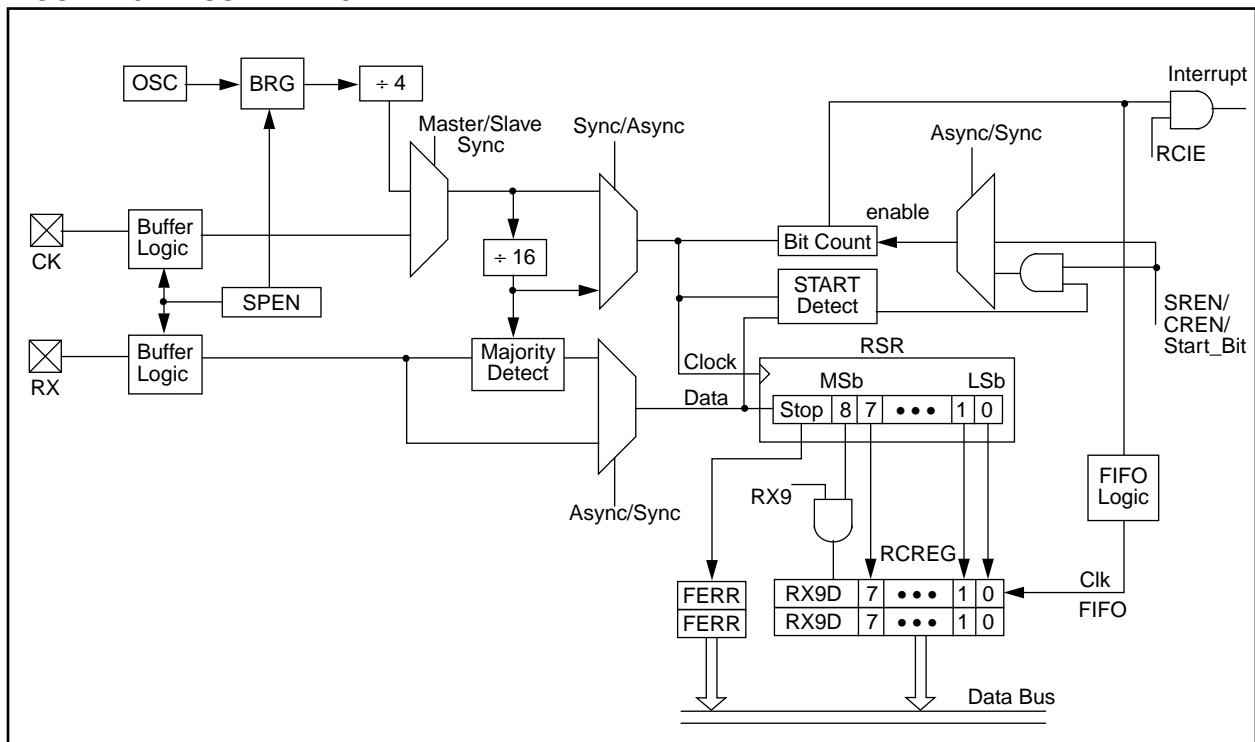 OSC
BRG
÷ 4
Interrupt
Master/Slave
Sync
Sync/Async
Async/Sync
RCIE
CK
Buffer
Logic
enable
Bit Count
÷ 16
SPEN
START
Detect
SREN/
CREN/
Start_Bit
RX
Buffer
Logic
Majority
Detect
Clock
RSR
MSb
LSb
Data
Stop 8 7 ••• 1 0
Async/Sync
RX9
FIFO
Logic
RCREG
Clk
FIFO
FERR
FERR
RX9D 7 ••• 1 0
RX9D 7 ••• 1 0
Data Bus